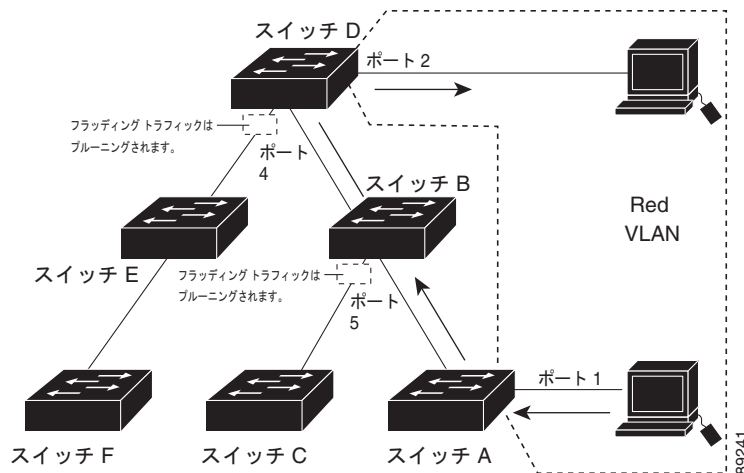 スイッチ D
ポート 2
フラッディング トラフィックは
プルーニングされます。
ポート
4
スイッチ B
Red
VLAN
スイッチ E
フラッディング トラフィックは
プルーニングされます。
ポート
5
ポート 1
スイッチ F
スイッチ C
スイッチ A
89241